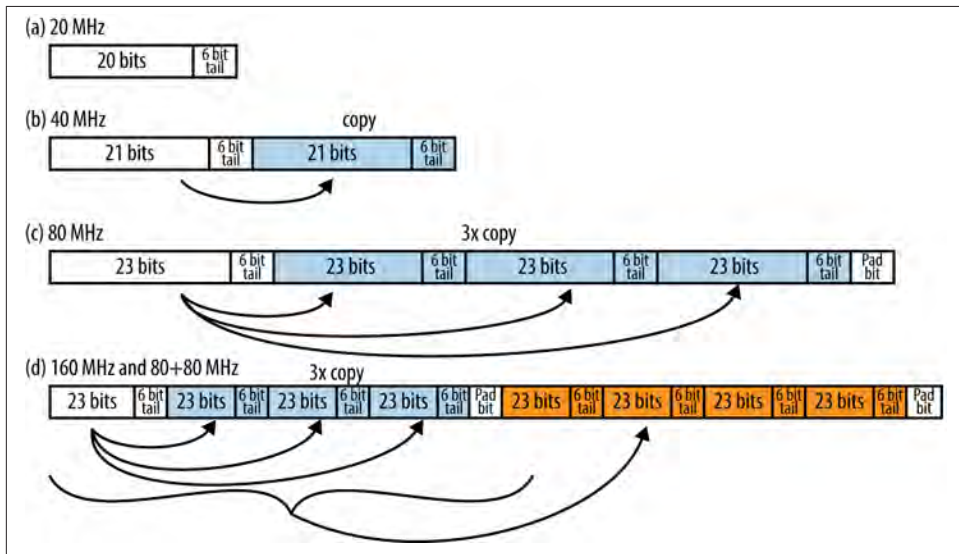 (a) 20 MHz
20 bits 6 bit tail
(b) 40 MHz copy
21 bits 6 bit tail 21 bits 6 bit tail
(c) 80 MHz 3x copy
23 bits 6 bit tail 23 bits 6 bit tail 23 bits 6 bit tail 23 bits 6 bit tail Pad bit
(d) 160 MHz and 80+80 MHz 3x copy
23 bits 6 bit tail 23 bits 6 bit tail 23 bits 6 bit tail 23 bits 6 bit tail Pad bit 23 bits 6 bit tail 23 bits 6 bit tail 23 bits 6 bit tail 23 bits 6 bit tail Pad bit